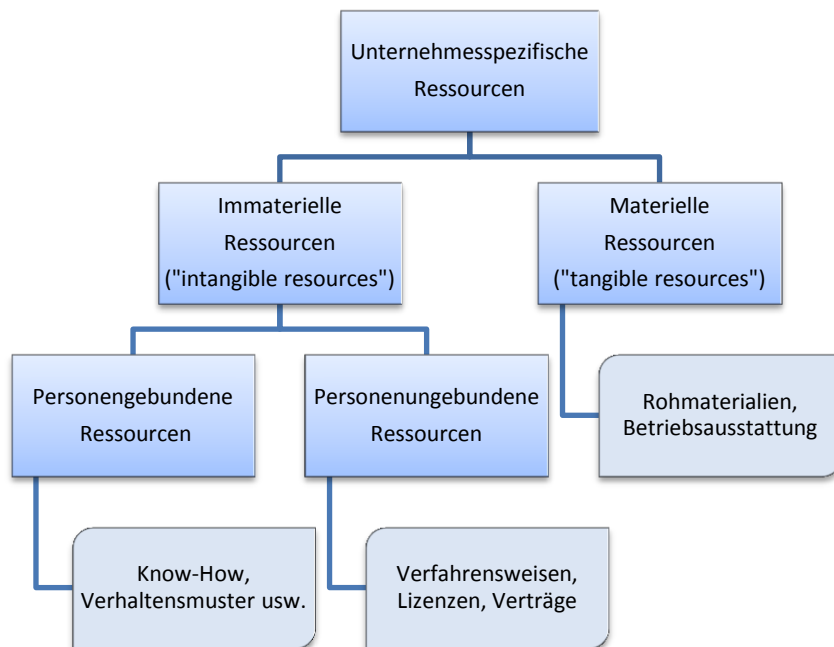 Unternehmesspezifische
Ressourcen
Immaterielle
Ressourcen
("intangible resources")
Materielle
Ressourcen
("tangible resources")
Personengebundene
Ressourcen
Personenungebundene
Ressourcen
Rohmaterialien,
Betriebsausstattung
Know-How,
Verhaltensmuster usw.
Verfahrensweisen,
Lizenzen, Verträge